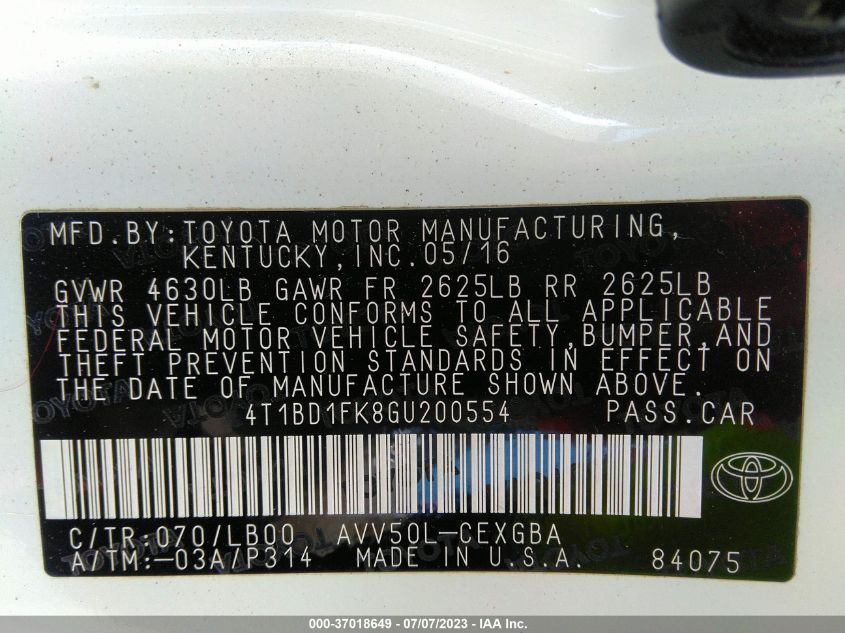 MFD.BY:TOYOTA MOTOR MANUFACTURING,
KENTUCKY,INC.05/16
GVWR 4630LB GAWR FR 2625LB RR 2625LB
THIS VEHICLE CONFORMS TO ALL APPLICABLE
FEDERAL MOTOR VEHICLE SAFETY,BUMPER,AND
THEFT PREVENTION STANDARDS IN EFFECT ON
THE DATE OF MANUFACTURE SHOWN ABOVE.
4T1BD1FK8GU200554 PASS.CAR
C/TR:070/LB00 AVV50L-CEXGBA
A/TM:-03A/P314 MADE IN U.S.A. 84075
000-37018649 - 07/07/2023 - IAA Inc.